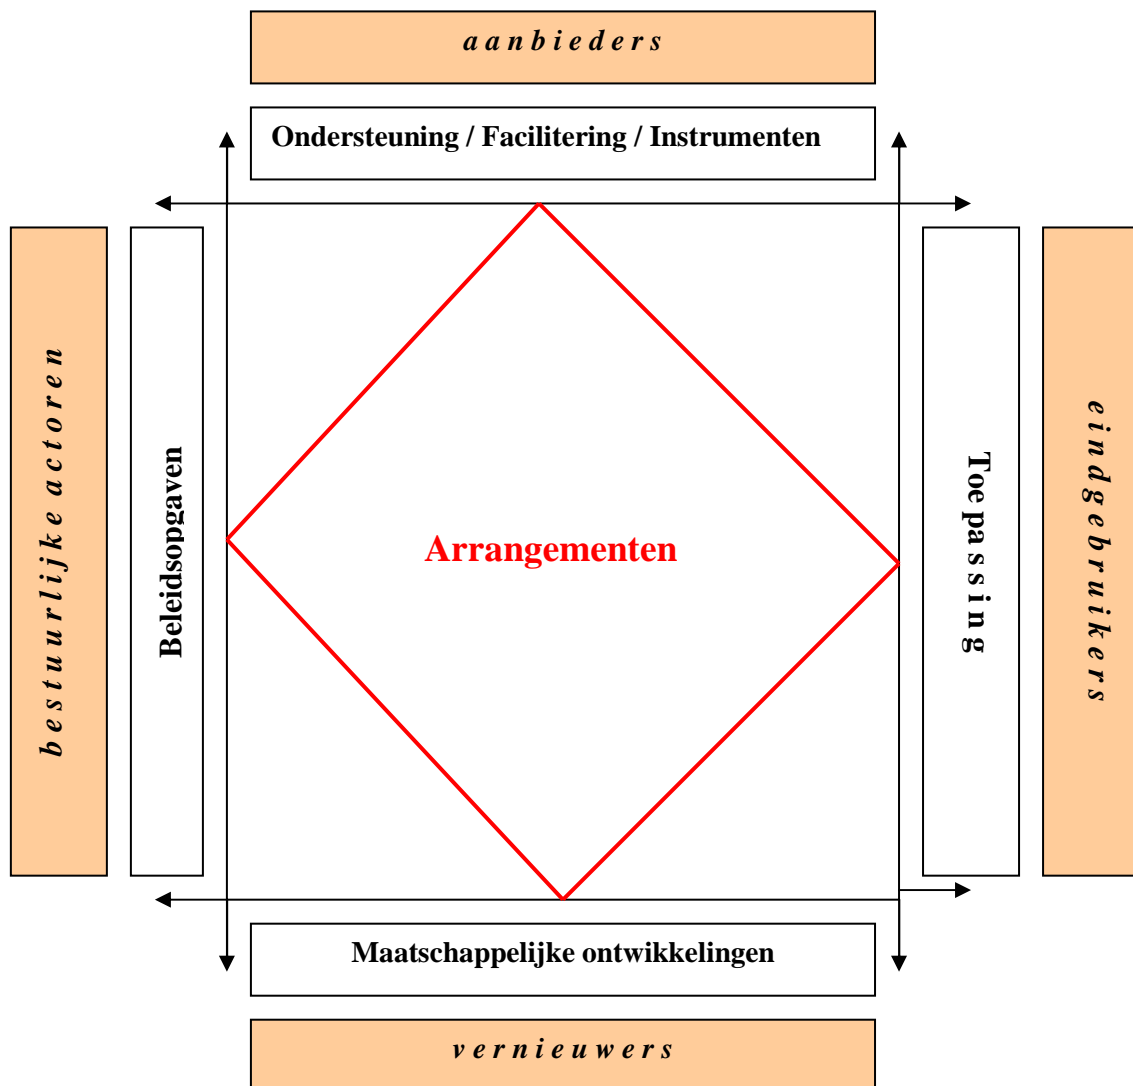 aanbieders
Ondersteuning / Facilitering / Instrumenten
bestuurlijke actoren
Beleidsopgaven
Arrangementen
Toepassing
eindgebruikers
Maatschappelijke ontwikkelingen
vernieuwers